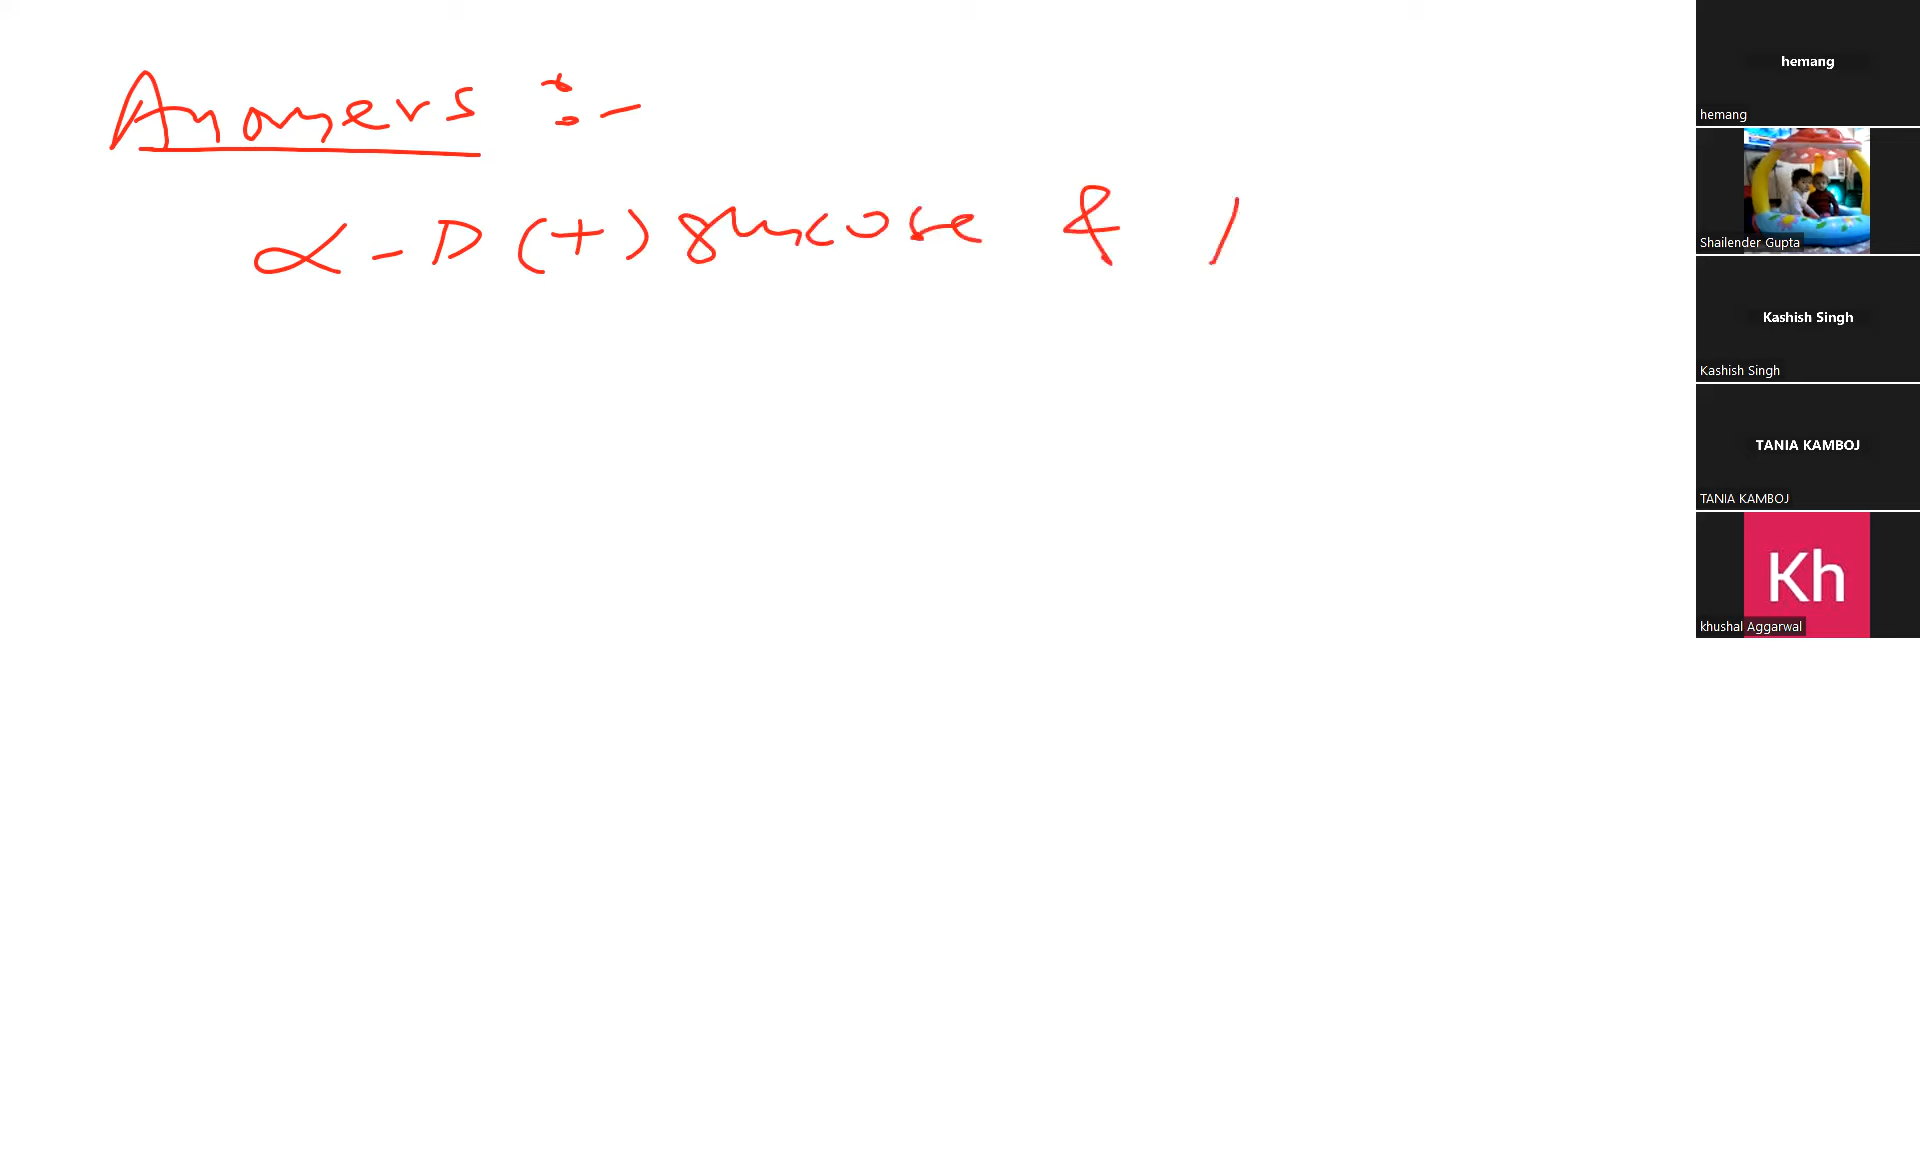 Anomers :-
α-D (+) glucose & /
hemang
hemang
Shailender Gupta
Kashish Singh
Kashish Singh
TANIA KAMBOJ
TANIA KAMBOJ
Kh
khushal Aggarwal